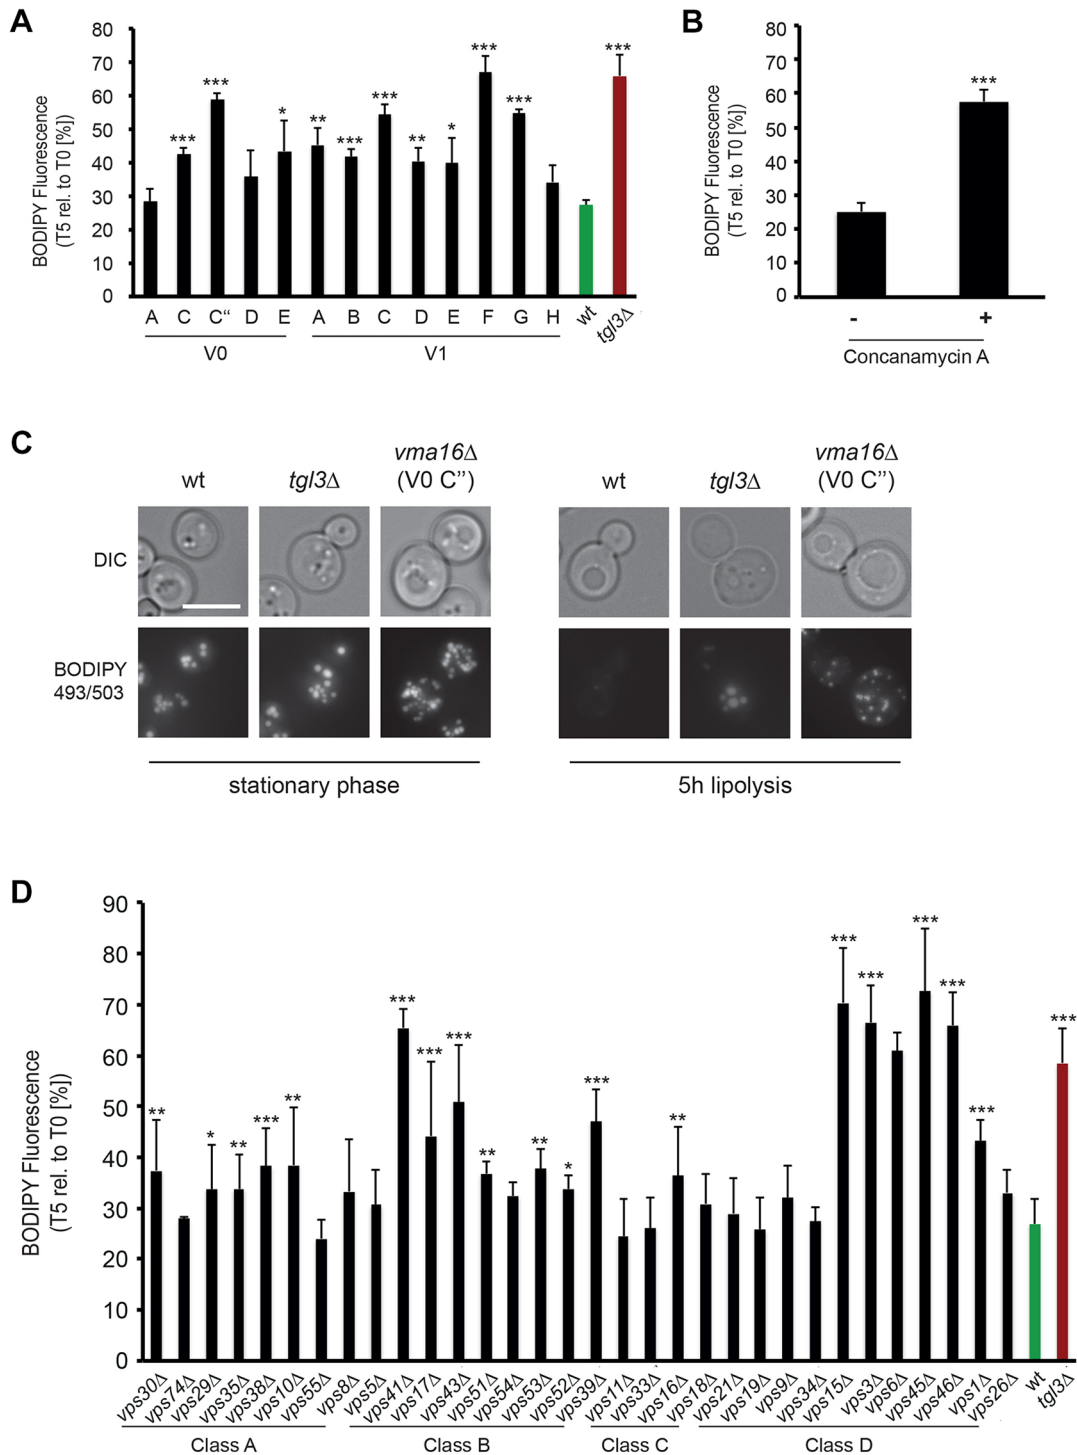 A
BODIPY Fluorescence
(T5 rel. to T0 [%])
80
70
60
50
40
30
20
10
0
*** *** *** * ** *** *** ** * *** *** ***
A C C“ D E A B C D E F G H wt tgl3Δ
V0 V1
B
BODIPY Fluorescence
(T5 rel. to T0 [%])
80
70
60
50
40
30
20
10
0
***
- +
Concanamycin A
C
wt tgl3Δ vma16Δ
(V0 C”)
wt tgl3Δ vma16Δ
(V0 C”)
DIC
BODIPY
493/503
stationary phase
5h lipolysis
D
BODIPY Fluorescence
(T5 rel. to T0 [%])
90
80
70
60
50
40
30
20
10
0
** * ** *** ** *** *** *** ** ** * *** ** *** *** *** *** *** ***
vps30Δ vps74Δ vps29Δ vps35Δ vps38Δ vps10Δ vps55Δ vps8Δ vps5Δ vps41Δ vps17Δ vps43Δ vps51Δ vps54Δ vps53Δ vps52Δ vps39Δ vps11Δ vps33Δ vps16Δ vps18Δ vps21Δ vps19Δ vps9Δ vps34Δ vps15Δ vps3Δ vps6Δ vps45Δ vps46Δ vps1Δ vps26Δ wt tgl3Δ
Class A Class B Class C Class D